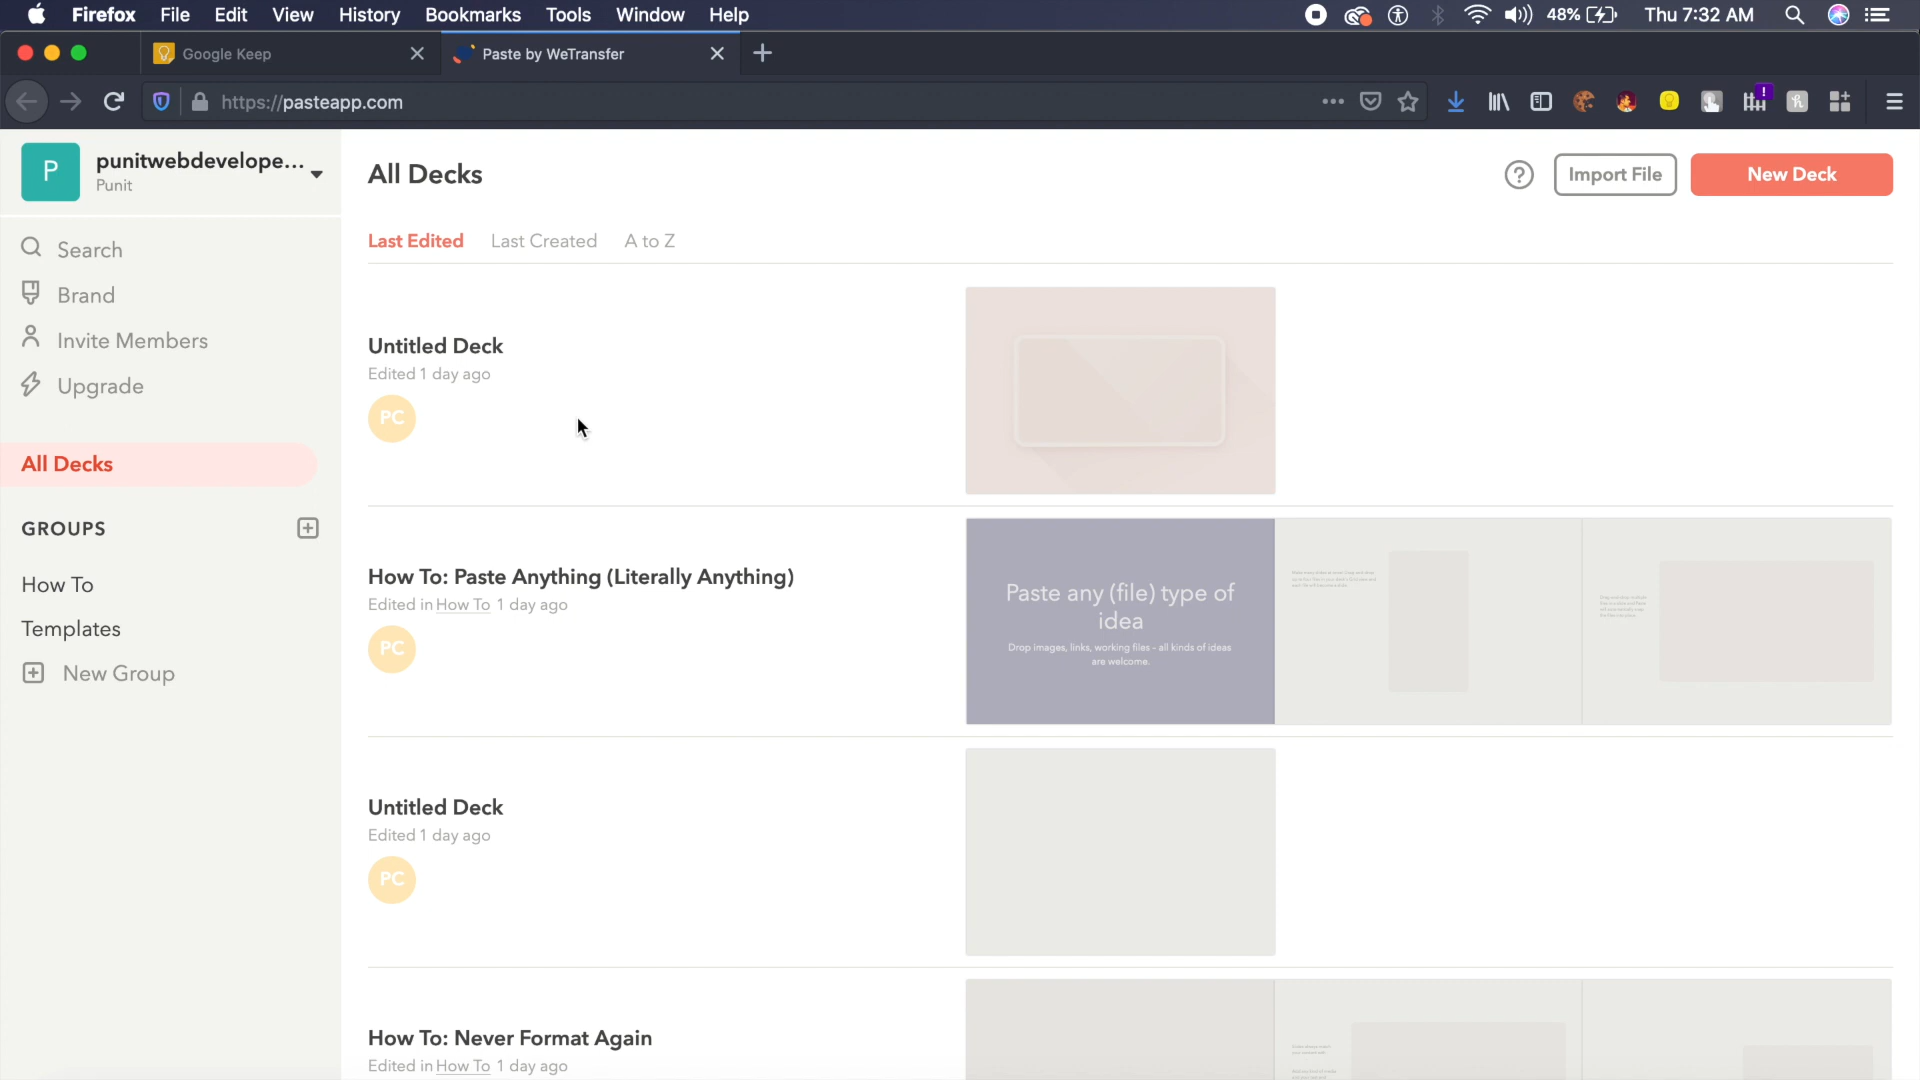 Firefox File Edit View History Bookmarks Tools Window Help 48% Thu 7:32 AM
Google Keep
Paste by WeTransfer
https://pasteapp.com
P
punitwebdevelope...
Punit
Search
Brand
Invite Members
Upgrade
All Decks
GROUPS
How To
Templates
New Group
All Decks
Import File
New Deck
Last Edited Last Created A to Z
Untitled Deck
Edited 1 day ago
PC
How To: Paste Anything (Literally Anything)
Edited in How To 1 day ago
PC
Paste any (file) type of
idea
Drop images, links, working files – all kinds of ideas
are welcome.
Untitled Deck
Edited 1 day ago
PC
How To: Never Format Again
Edited in How To 1 day ago